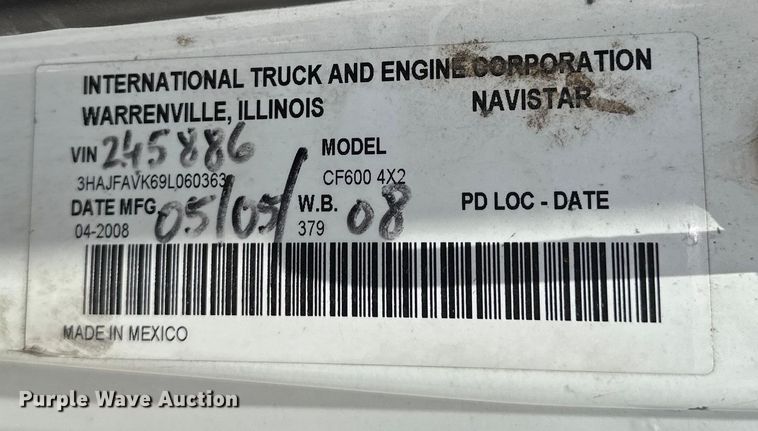 INTERNATIONAL TRUCK AND ENGINE CORPORATION
WARRENVILLE, ILLINOIS NAVISTAR
VIN 245886 MODEL
3HAJFAVK69L060363 CF600 4X2
DATE MFG 05/05/08 W.B. PD LOC - DATE
04-2008 379
MADE IN MEXICO
Purple Wave Auction